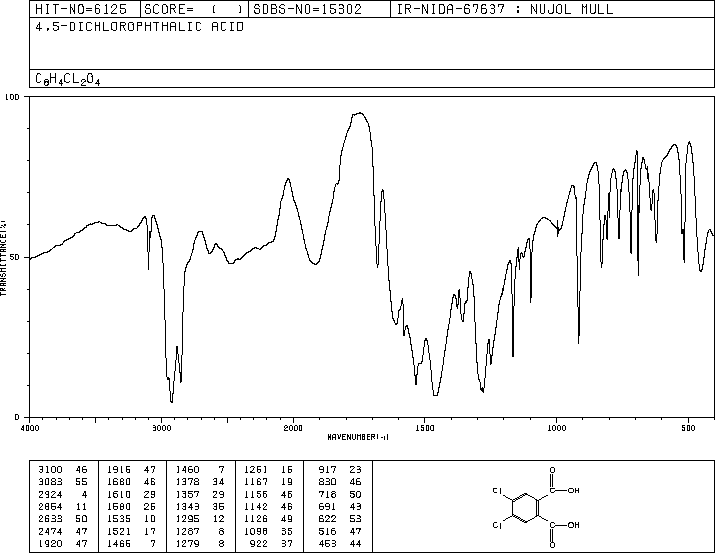 HIT-NO=6125 SCORE= ( ) SDBS-NO=15302 IR-NIDA-67637 : NUJOL MULL
4,5-DICHLOROPHTHALIC ACID
C8H4CL2O4
100
50
0
TRANSMITTANCE(%)
4000 3000 2000 1500 1000 500
WAVENUMBER(-1)
3100 46 1916 47 1460 7 1261 16 917 23
3083 55 1680 46 1378 34 1167 19 830 46
2924 4 1610 29 1357 29 1156 46 718 50
2854 11 1580 26 1343 36 1142 46 691 43
2633 50 1535 10 1295 12 1126 49 622 53
2474 47 1521 17 1287 8 1098 35 516 47
1920 47 1466 7 1279 8 922 37 453 44
O
Cl C OH
Cl C OH
O